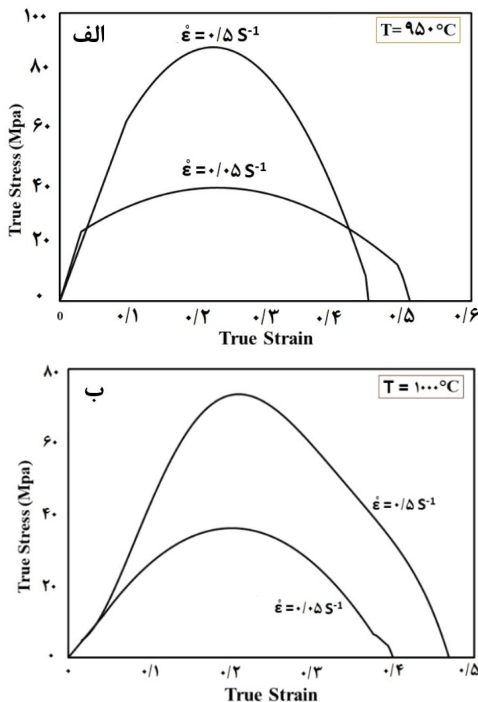 ۱۰۰
الف
ε̊ =۰/۵ S⁻¹
T= ۹۵۰°C
۸۰
۶۰
ε̊ =۰/۰۵ S⁻¹
۴۰
۲۰
۰
True Stress (Mpa)
0 ۰/۱ ۰/۲ ۰/۳ ۰/۴ ۰/۵ ۰/۶
True Strain
۸۰
ب
T = ۱۰۰۰°C
۶۰
ε̊ =۰/۵ S⁻¹
۴۰
ε̊ =۰/۰۵ S⁻¹
۲۰
۰
True Stress (Mpa)
۰ ۰/۱ ۰/۲ ۰/۳ ۰/۴ ۰/۵
True Strain